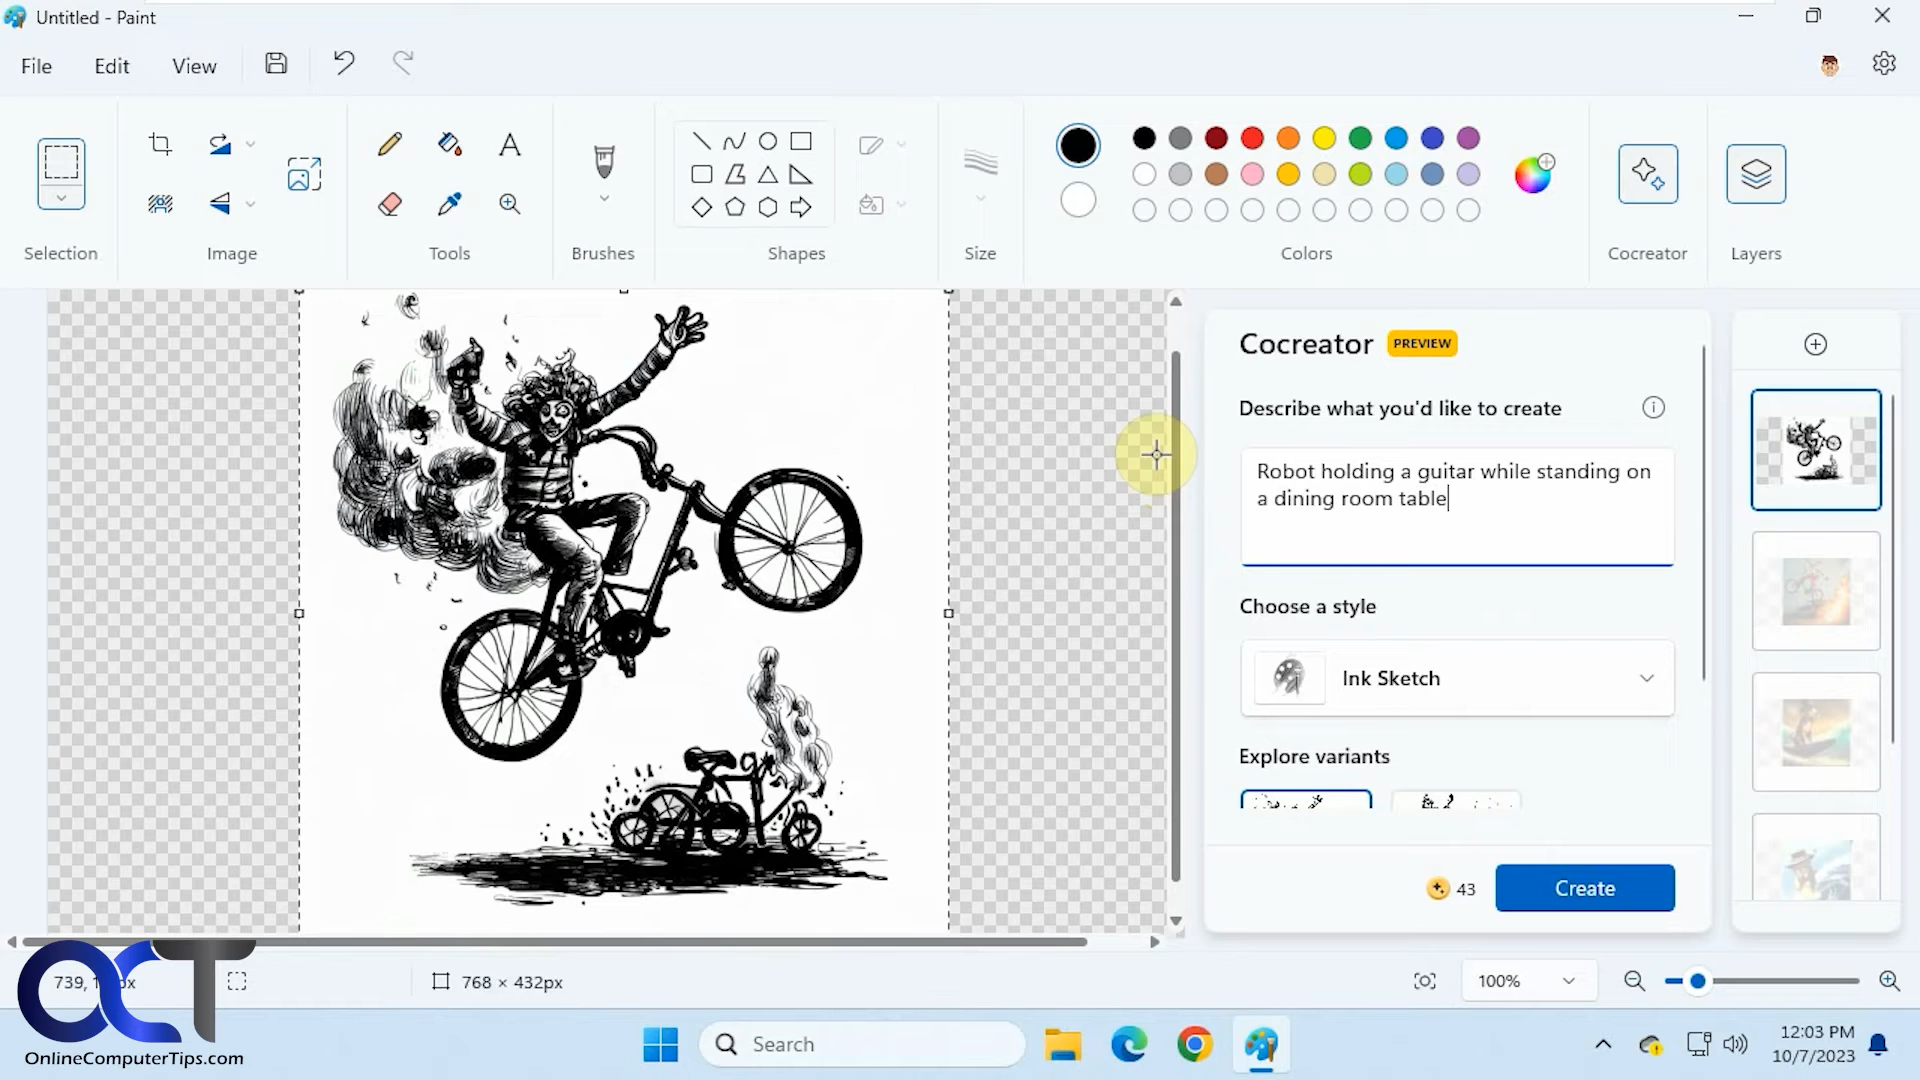 Untitled - Paint
File
Edit
View
Selection
Image
Tools
Brushes
Shapes
Size
Colors
Cocreator
Layers
Cocreator
PREVIEW
Describe what you'd like to create
Robot holding a guitar while standing on
a dining room table
Choose a style
Ink Sketch
Explore variants
43
Create
OCT
OnlineComputerTips.com
768 × 432px
100%
Search
12:03 PM
10/7/2023